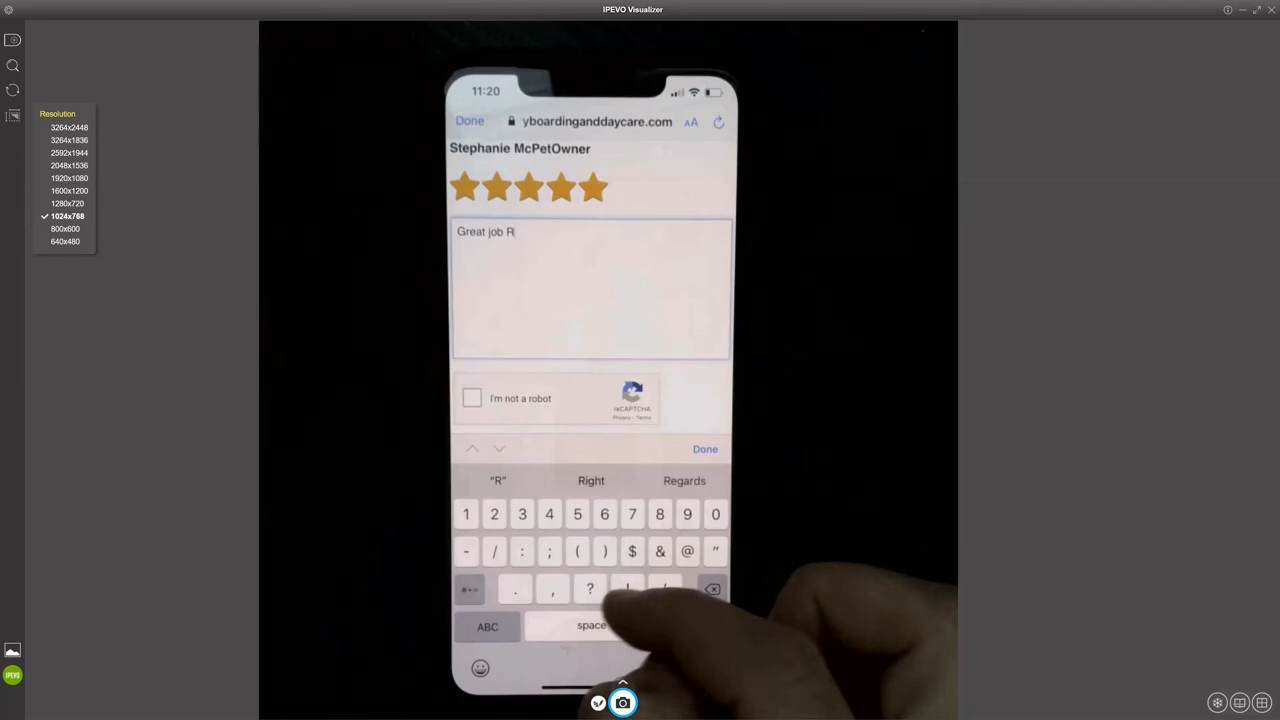 IPEVO Visualizer
Resolution
3264x2448
3264x1836
2592x1944
2048x1536
1920x1080
1600x1200
1280x720
1024x768
800x600
640x480
11:20
Done yboardinganddaycare.com AA
Stephanie McPetOwner
Great job R
I'm not a robot
reCAPTCHA
Privacy - Terms
Done
"R" Right Regards
1 2 3 4 5 6 7 8 9 0
- / : ; ( ) $ & @ "
#+= . , ?
ABC space
IPEVO